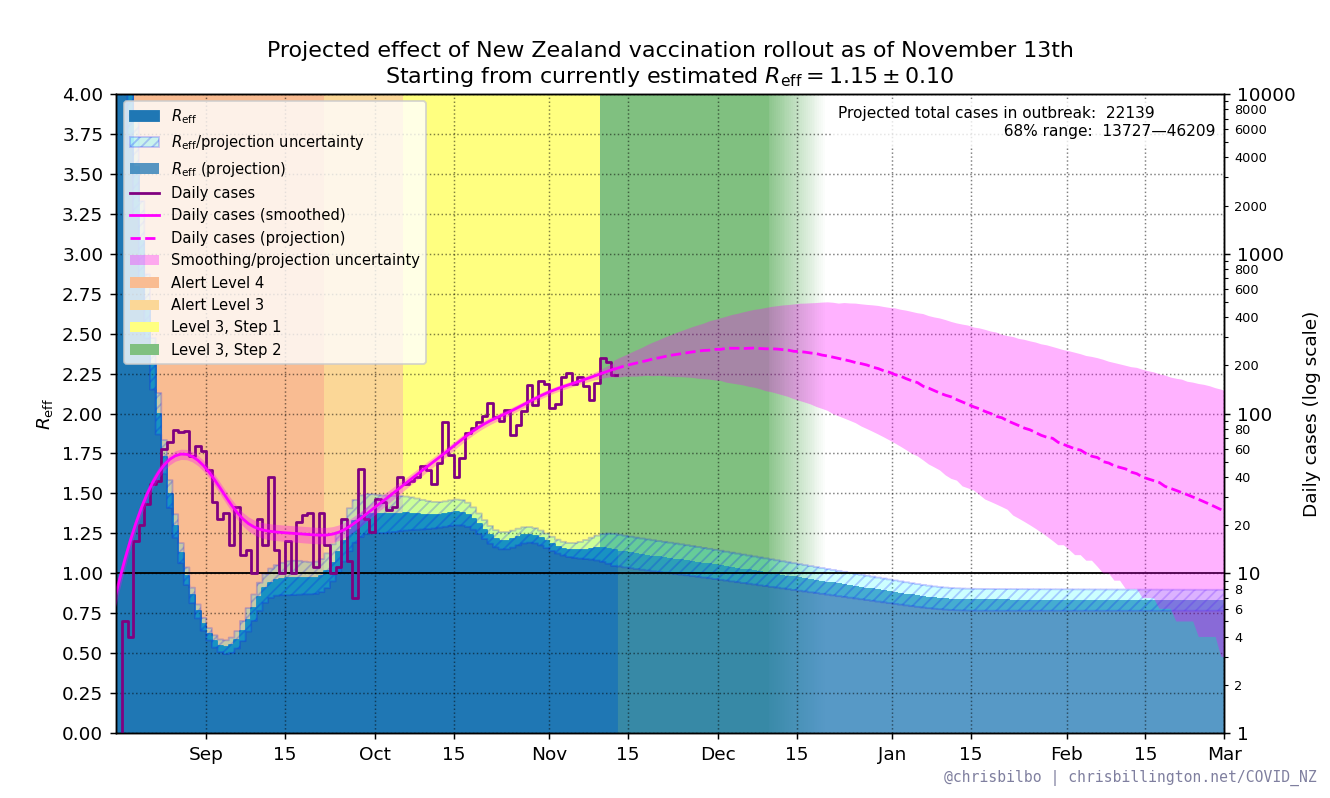 Projected effect of New Zealand vaccination rollout as of November 13th
Starting from currently estimated R_eff = 1.15 ± 0.10
Projected total cases in outbreak: 22139
68% range: 13727—46209
R_eff
R_eff/projection uncertainty
R_eff (projection)
Daily cases
Daily cases (smoothed)
Daily cases (projection)
Smoothing/projection uncertainty
Alert Level 4
Alert Level 3
Level 3, Step 1
Level 3, Step 2
R_eff
4.00
3.75
3.50
3.25
3.00
2.75
2.50
2.25
2.00
1.75
1.50
1.25
1.00
0.75
0.50
0.25
0.00
10000
8000
6000
4000
2000
1000
800
600
400
200
100
80
60
40
20
10
8
6
4
2
1
Daily cases (log scale)
Sep 15 Oct 15 Nov 15 Dec 15 Jan 15 Feb 15 Mar
@chrisbilbo | chrisbillington.net/COVID_NZ